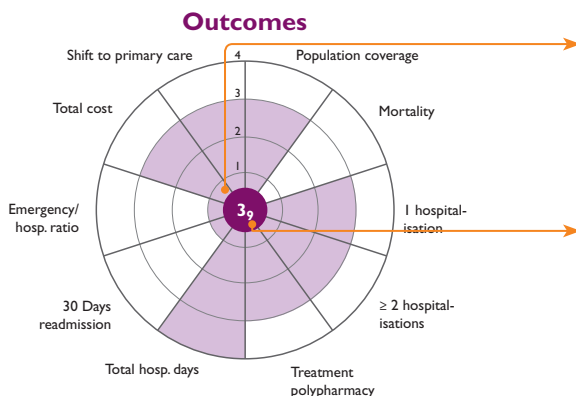 Outcomes
Shift to primary care
4
Population coverage
Total cost
3
Mortality
2
1
Emergency/
hosp. ratio
39
1 hospital-
isation
30 Days
readmission
≥ 2 hospital-
isations
Total hosp. days
Treatment
polypharmacy